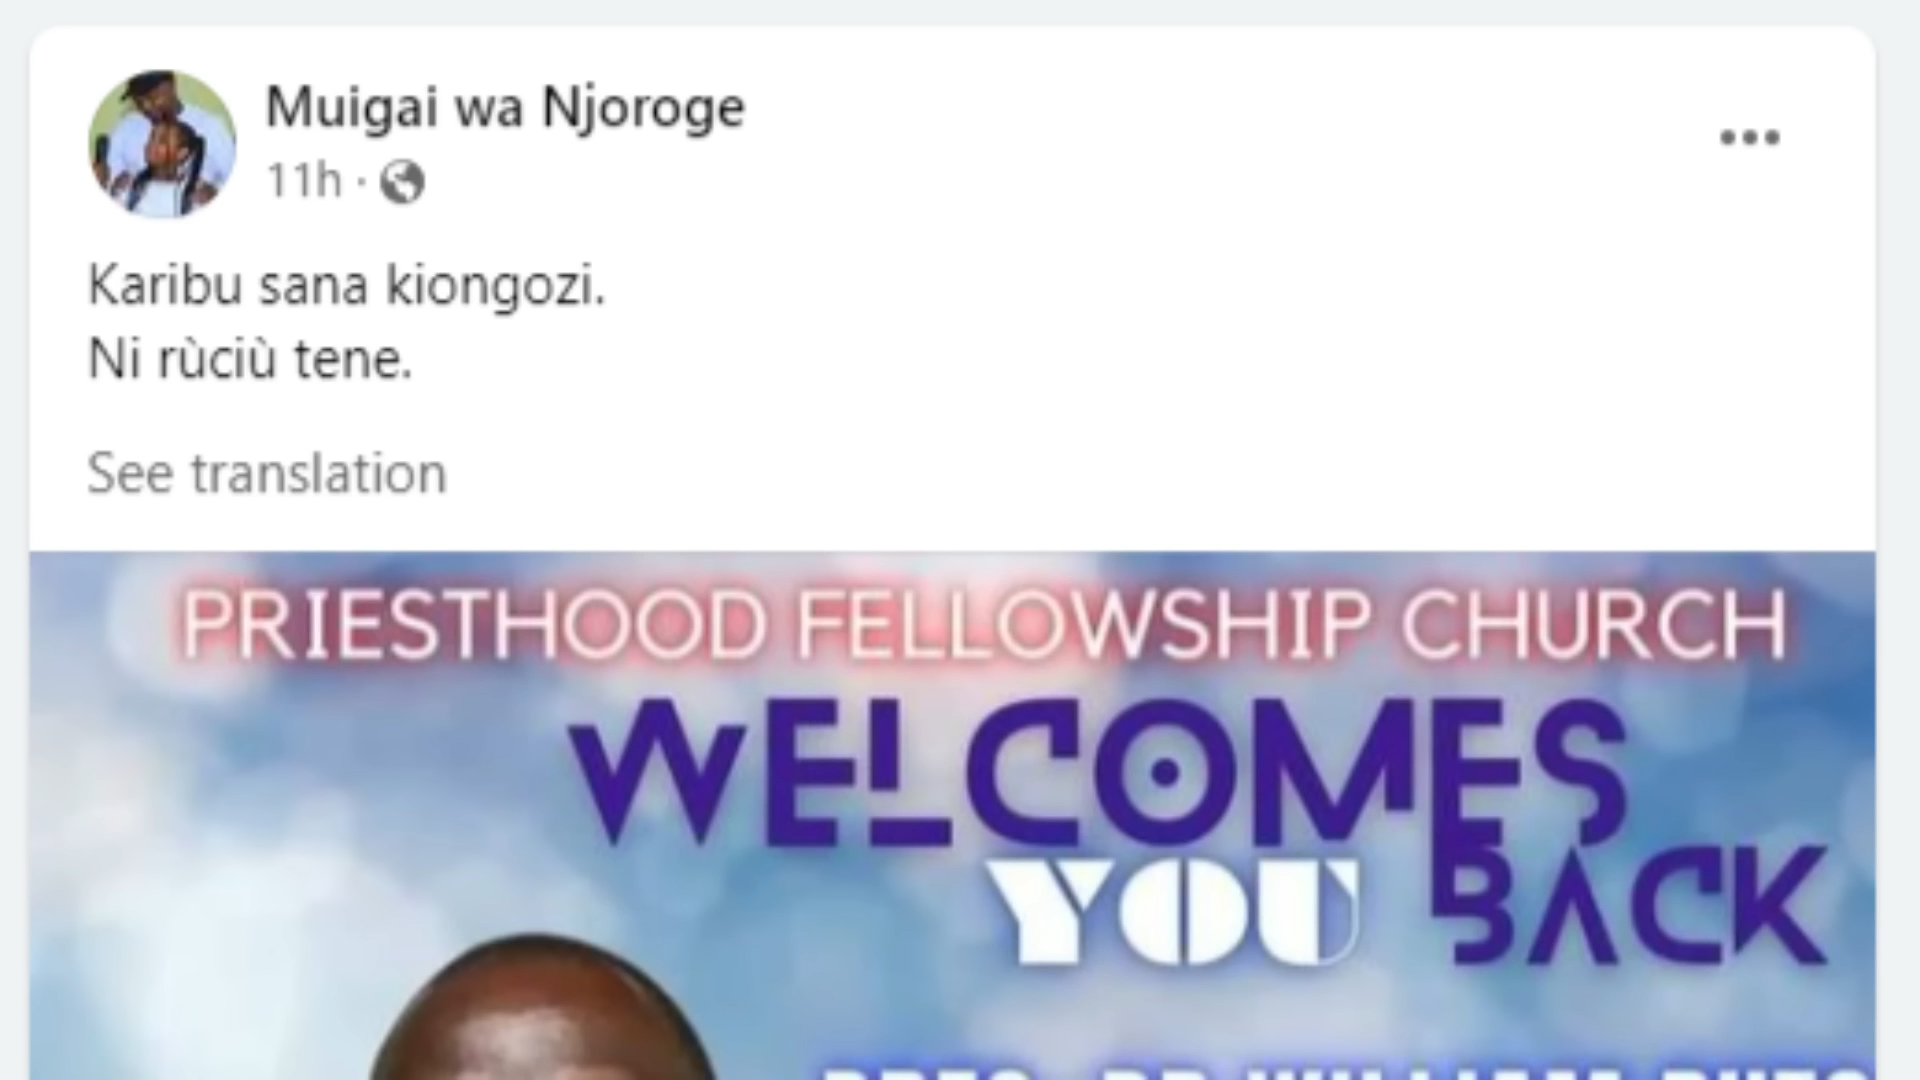 Muigai wa Njoroge
11h ·
Karibu sana kiongozi.
Ni rùciù tene.
See translation
PRIESTHOOD FELLOWSHIP CHURCH
WELCOMES
YOU BACK